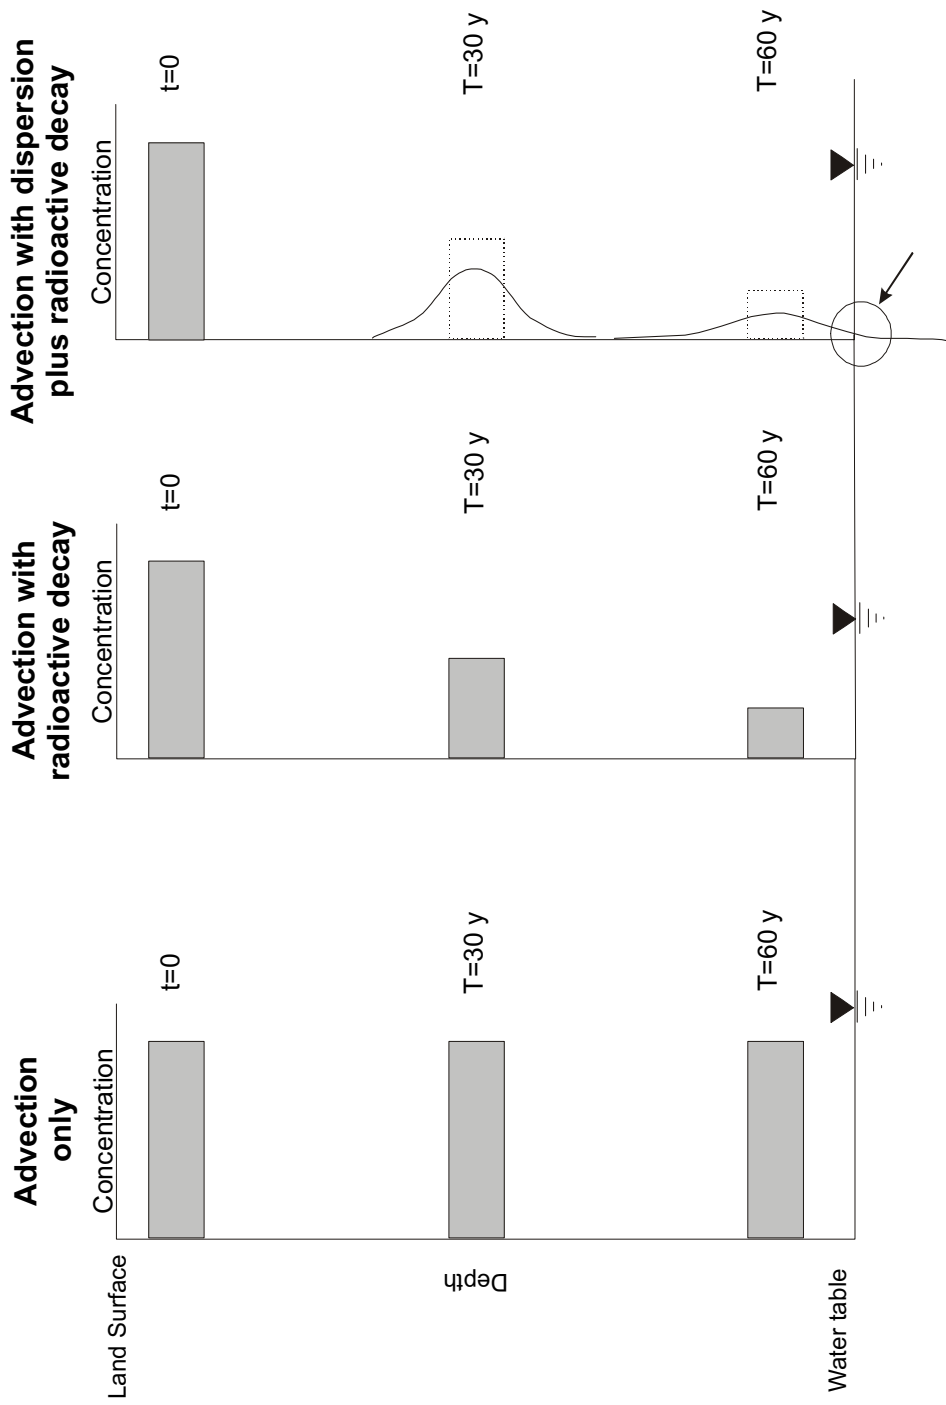 Advection
only
Advection with
radioactive decay
Advection with dispersion
plus radioactive decay
Land Surface
Concentration
Concentration
Concentration
t=0
t=0
t=0
Depth
T=30 y
T=30 y
T=30 y
T=60 y
T=60 y
T=60 y
Water table